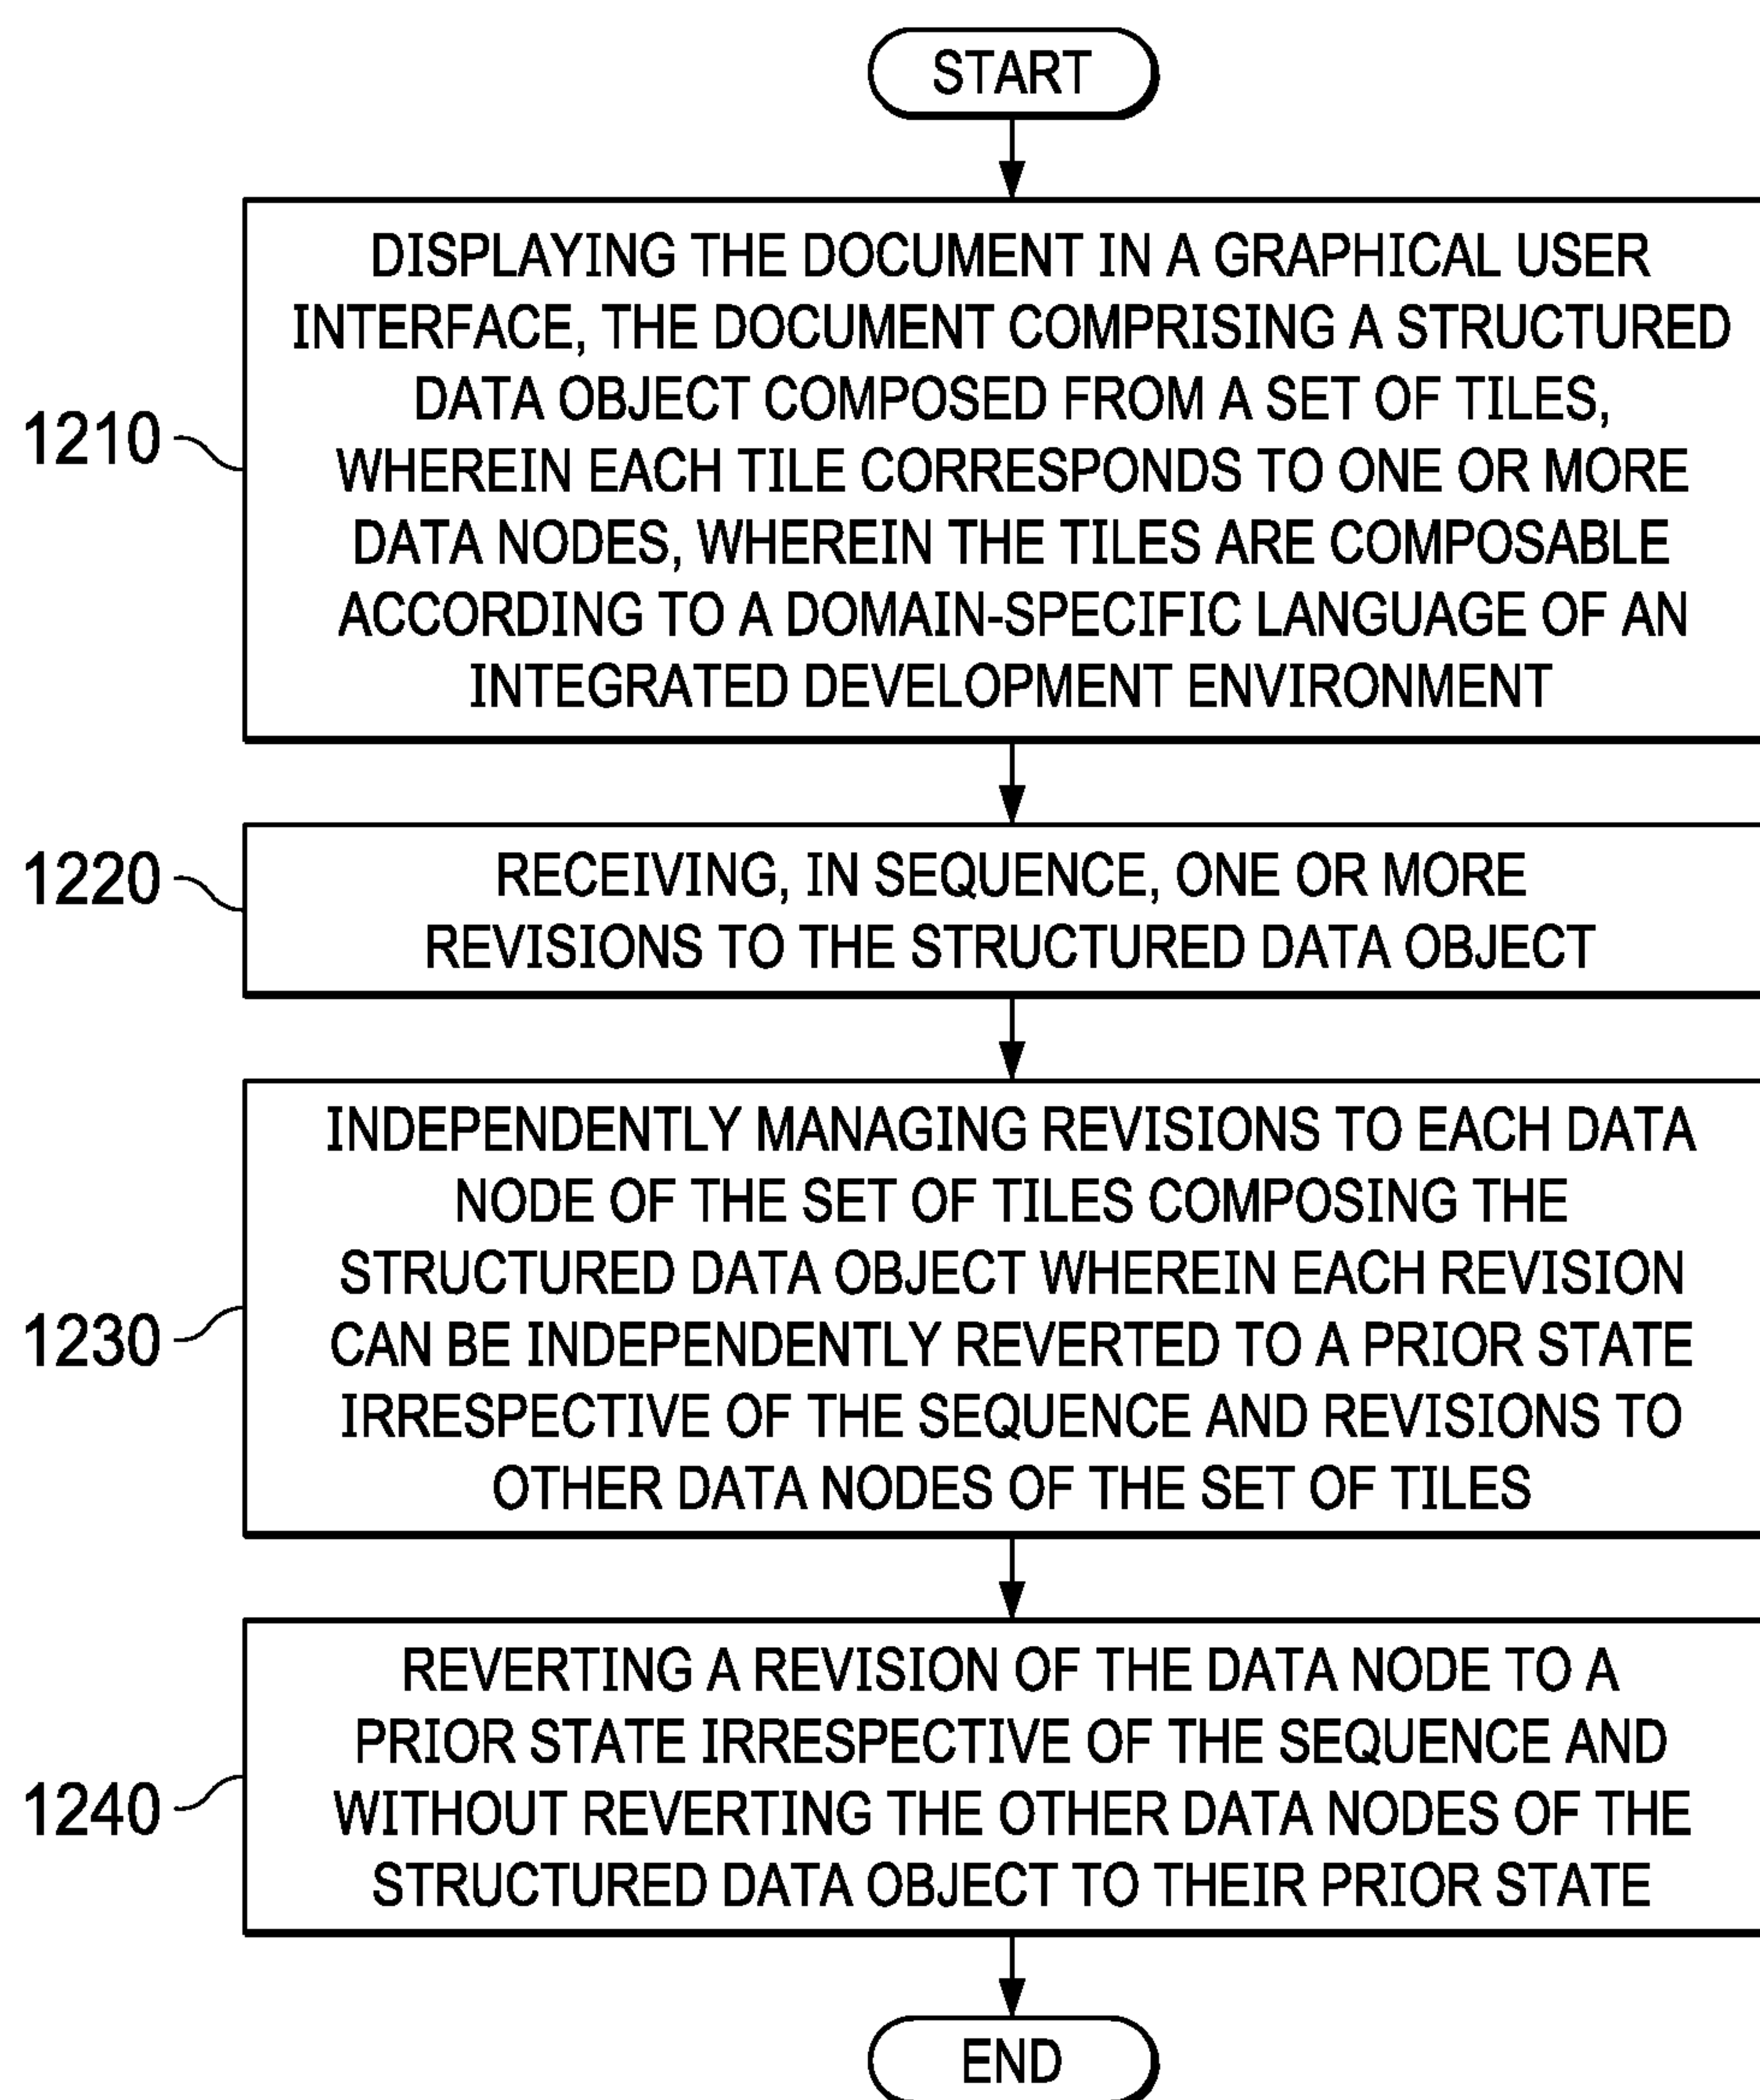 START
DISPLAYING THE DOCUMENT IN A GRAPHICAL USER
INTERFACE, THE DOCUMENT COMPRISING A STRUCTURED
DATA OBJECT COMPOSED FROM A SET OF TILES,
WHEREIN EACH TILE CORRESPONDS TO ONE OR MORE
DATA NODES, WHEREIN THE TILES ARE COMPOSABLE
ACCORDING TO A DOMAIN-SPECIFIC LANGUAGE OF AN
INTEGRATED DEVELOPMENT ENVIRONMENT
1210
RECEIVING, IN SEQUENCE, ONE OR MORE
REVISIONS TO THE STRUCTURED DATA OBJECT
1220
INDEPENDENTLY MANAGING REVISIONS TO EACH DATA
NODE OF THE SET OF TILES COMPOSING THE
STRUCTURED DATA OBJECT WHEREIN EACH REVISION
CAN BE INDEPENDENTLY REVERTED TO A PRIOR STATE
IRRESPECTIVE OF THE SEQUENCE AND REVISIONS TO
OTHER DATA NODES OF THE SET OF TILES
1230
REVERTING A REVISION OF THE DATA NODE TO A
PRIOR STATE IRRESPECTIVE OF THE SEQUENCE AND
WITHOUT REVERTING THE OTHER DATA NODES OF THE
STRUCTURED DATA OBJECT TO THEIR PRIOR STATE
1240
END